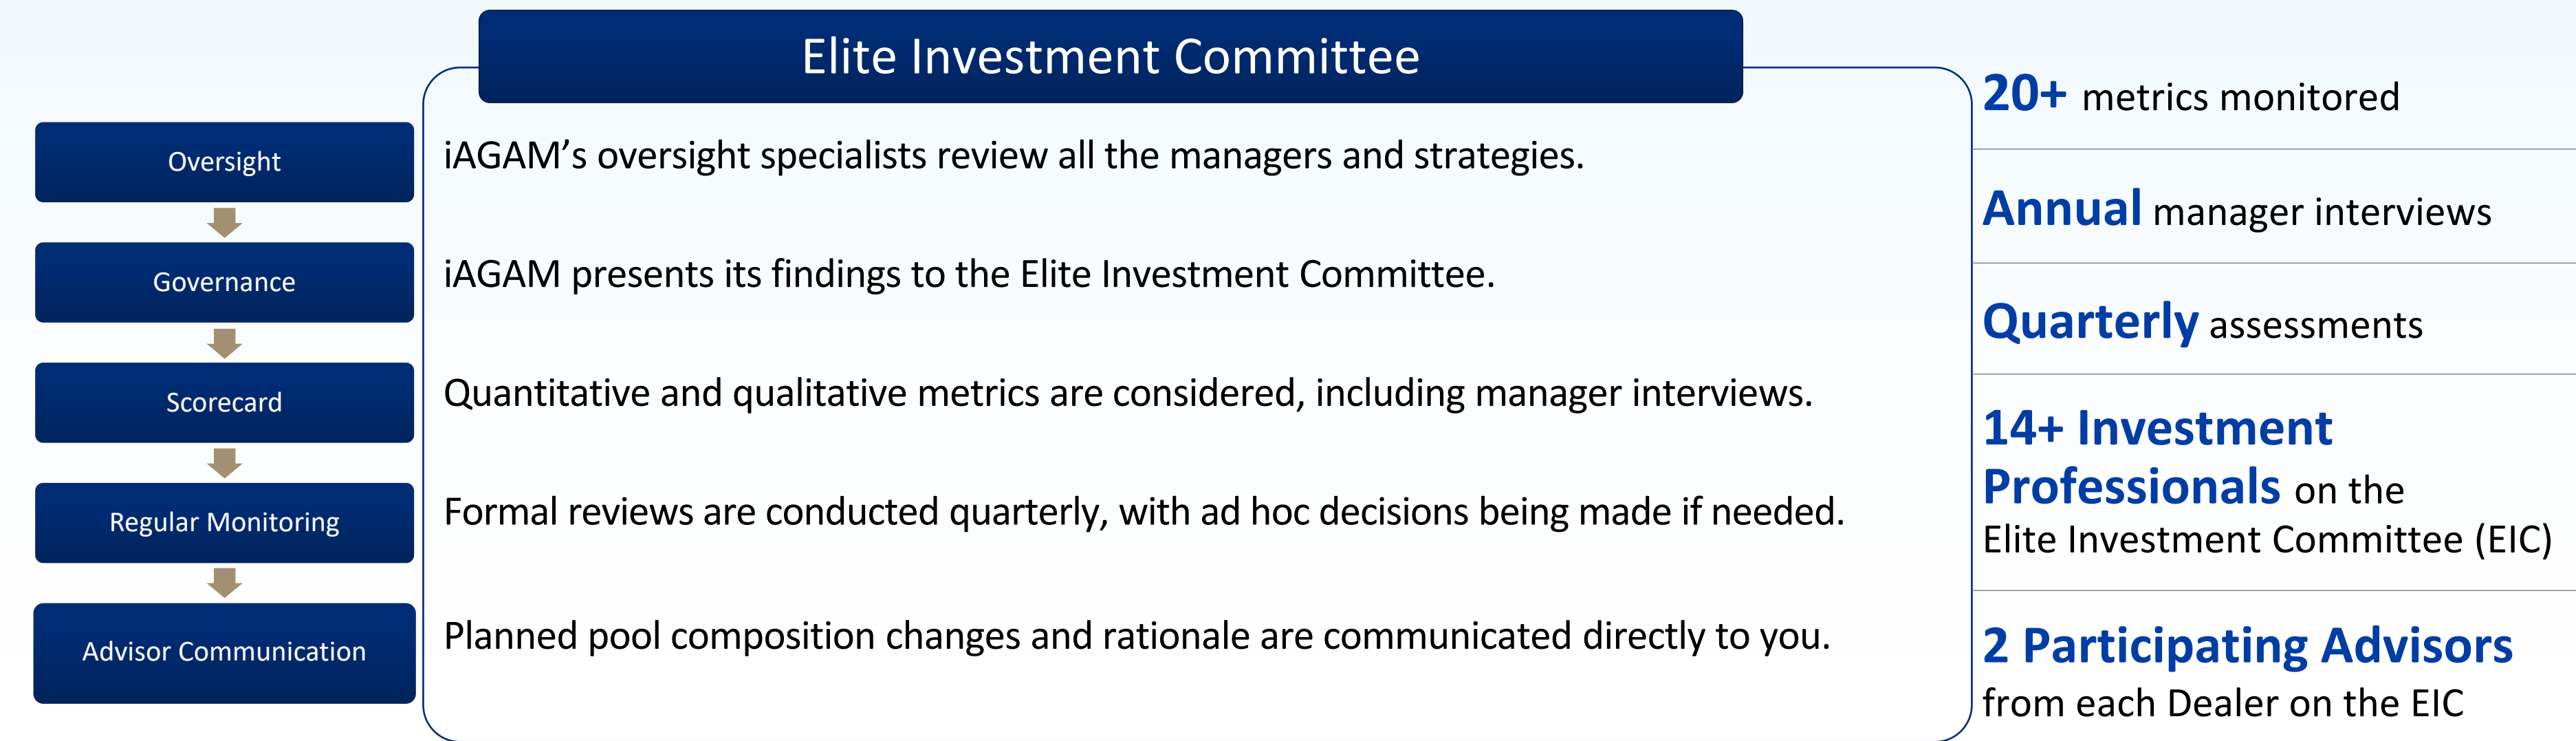 Elite Investment Committee
Oversight
iAGAM’s oversight specialists review all the managers and strategies.
Governance
iAGAM presents its findings to the Elite Investment Committee.
Scorecard
Quantitative and qualitative metrics are considered, including manager interviews.
Regular Monitoring
Formal reviews are conducted quarterly, with ad hoc decisions being made if needed.
Advisor Communication
Planned pool composition changes and rationale are communicated directly to you.
20+ metrics monitored
Annual manager interviews
Quarterly assessments
14+ Investment
Professionals on the
Elite Investment Committee (EIC)
2 Participating Advisors
from each Dealer on the EIC